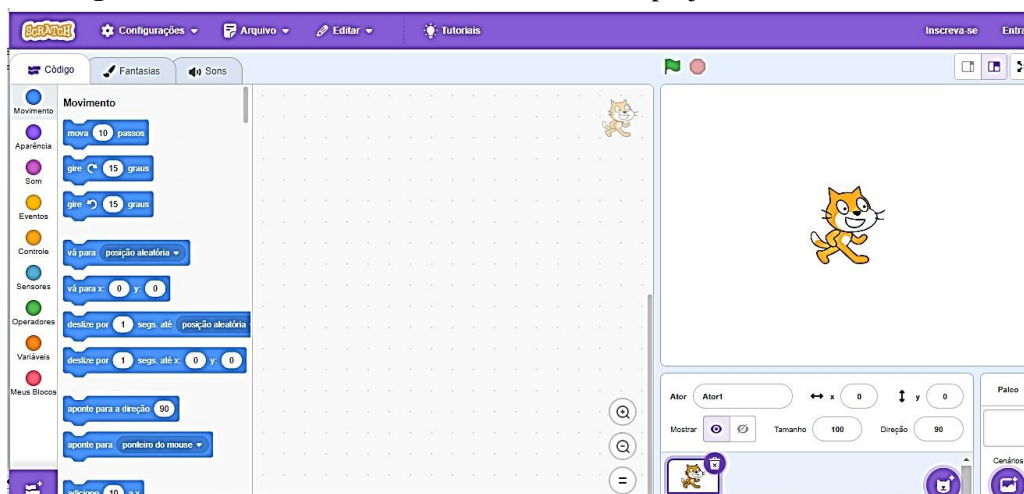 SCRATCH Configurações Arquivo Editar Tutoriais Inscreva-se
Código Fantasias Sons
Movimento
Aparência
Som
Eventos
Controle
Sensores
Operadores
Variáveis
Meus Blocos
Movimento
mova 10 passos
gire 15 graus
gire 15 graus
vá para posição aleatória
vá para x: 0 y: 0
deslize por 1 segs. até posição aleatória
deslize por 1 segs. até x: 0 y: 0
aponte para a direção 90
aponte para ponteiro do mouse
adicione 10 a x
Ator Ator1 x 0 y 0
Mostrar Tamanho 100 Direção 90
Palco
Cenários